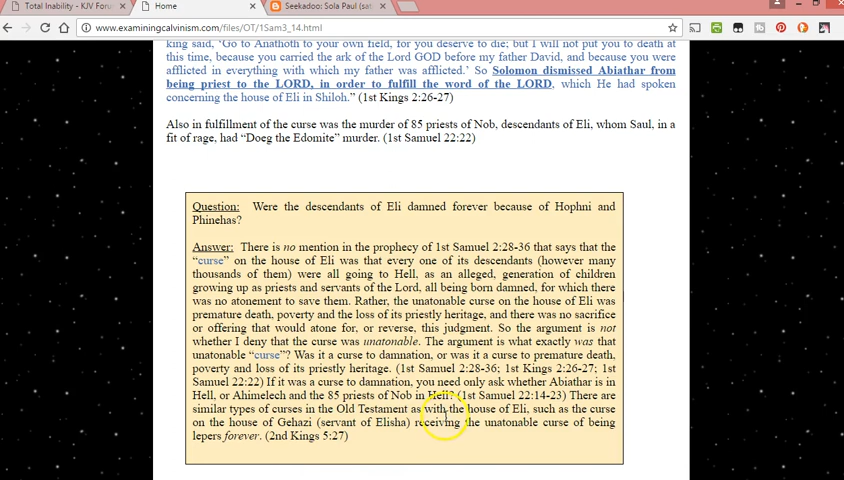 Total Inability - KJV Foru
Home
Seekadoo: Sola Paul (sat
www.examiningcalvinism.com/files/OT/1Sam3_14.html
king said, 'Go to Anathoth to your own field, for you deserve to die; but I will not put you to death at
this time, because you carried the ark of the Lord GOD before my father David, and because you were
afflicted in everything with which my father was afflicted.' So Solomon dismissed Abiathar from
being priest to the LORD, in order to fulfill the word of the LORD, which He had spoken
concerning the house of Eli in Shiloh." (1st Kings 2:26-27)
Also in fulfillment of the curse was the murder of 85 priests of Nob, descendants of Eli, whom Saul, in a
fit of rage, had "Doeg the Edomite" murder. (1st Samuel 22:22)
Question: Were the descendants of Eli damned forever because of Hophni and
Phinehas?
Answer: There is no mention in the prophecy of 1st Samuel 2:28-36 that says that the
"curse" on the house of Eli was that every one of its descendants (however many
thousands of them) were all going to Hell, as an alleged, generation of children
growing up as priests and servants of the Lord, all being born damned, for which there
was no atonement to save them. Rather, the unatonable curse on the house of Eli was
premature death, poverty and the loss of its priestly heritage, and there was no sacrifice
or offering that would atone for, or reverse, this judgment. So the argument is not
whether I deny that the curse was unatonable. The argument is what exactly was that
unatonable "curse"? Was it a curse to damnation, or was it a curse to premature death,
poverty and loss of its priestly heritage. (1st Samuel 2:28-36; 1st Kings 2:26-27; 1st
Samuel 22:22) If it was a curse to damnation, you need only ask whether Abiathar is in
Hell, or Ahimelech and the 85 priests of Nob in Hell? (1st Samuel 22:14-23) There are
similar types of curses in the Old Testament as with the house of Eli, such as the curse
on the house of Gehazi (servant of Elisha) receiving the unatonable curse of being
lepers forever. (2nd Kings 5:27)